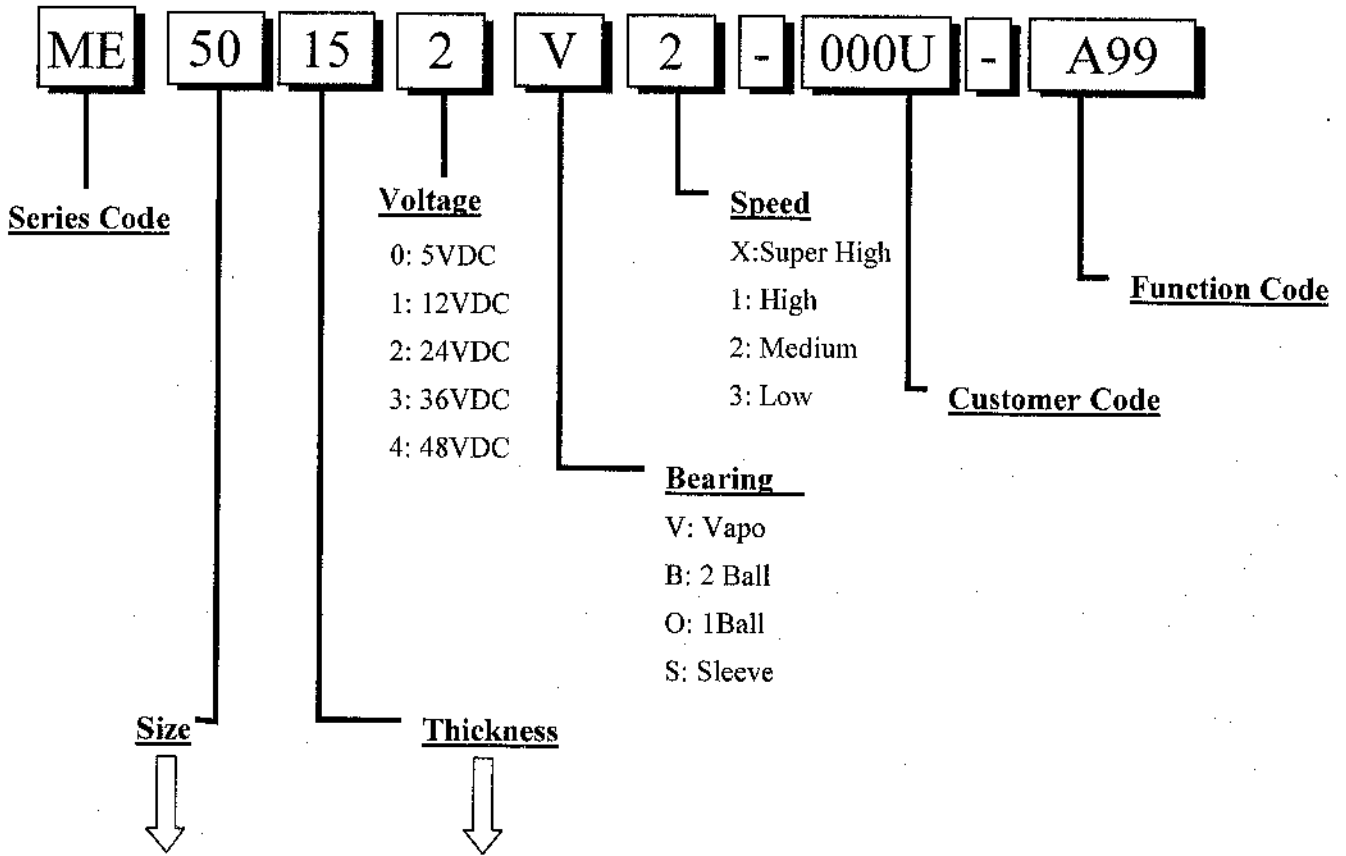 ME 50 15 2 V 2 - 000U - A99
Series Code
Voltage
0: 5VDC
1: 12VDC
2: 24VDC
3: 36VDC
4: 48VDC
Speed
X:Super High
1: High
2: Medium
3: Low
Function Code
Customer Code
Bearing
V: Vapo
B: 2 Ball
O: 1Ball
S: Sleeve
Size
Thickness